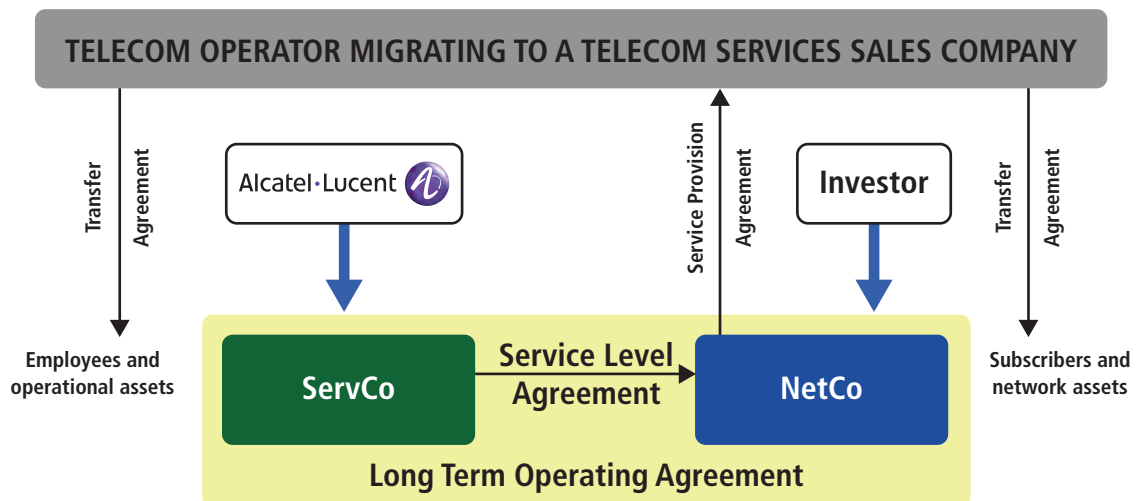 TELECOM OPERATOR MIGRATING TO A TELECOM SERVICES SALES COMPANY
Transfer
Agreement
Alcatel·Lucent
Service Provision
Agreement
Investor
Transfer
Agreement
Employees and
operational assets
ServCo
Service Level
Agreement
NetCo
Subscribers and
network assets
Long Term Operating Agreement